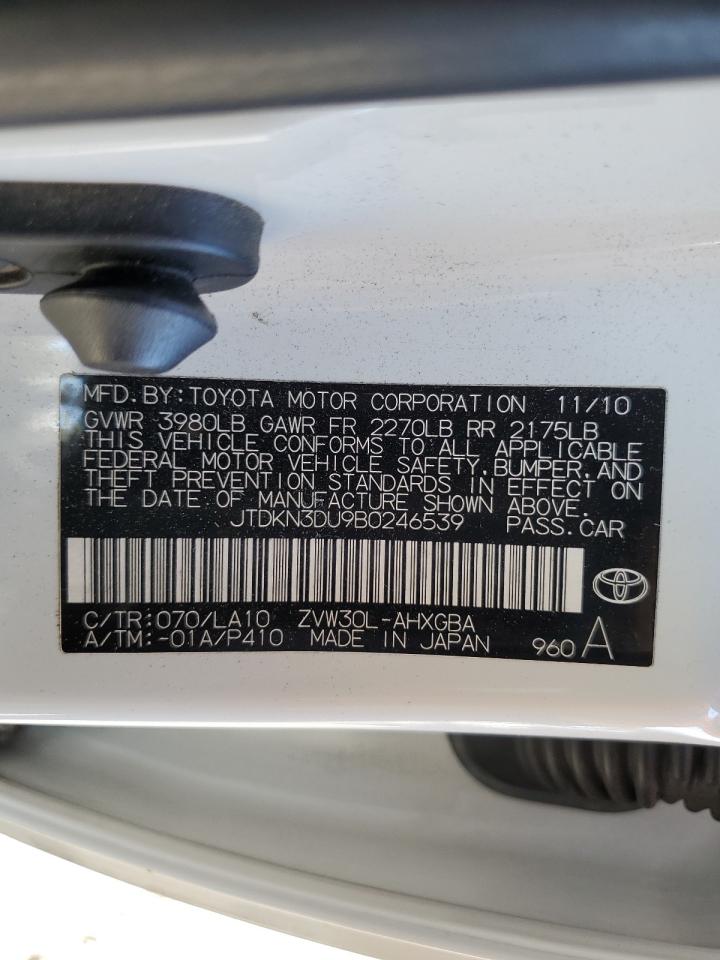 MFD. BY: TOYOTA MOTOR CORPORATION 11/10
GVWR 3980LB GAWR FR 2270LB RR 2175LB
THIS VEHICLE CONFORMS TO ALL APPLICABLE
FEDERAL MOTOR VEHICLE SAFETY, BUMPER, AND
THEFT PREVENTION STANDARDS IN EFFECT ON
THE DATE OF MANUFACTURE SHOWN ABOVE.
JTDKN3DU9B0246539 PASS. CAR
C/TR: 070/LA10 ZVW30L-AHXGBA
A/TM: -01A/P410 MADE IN JAPAN 960 A